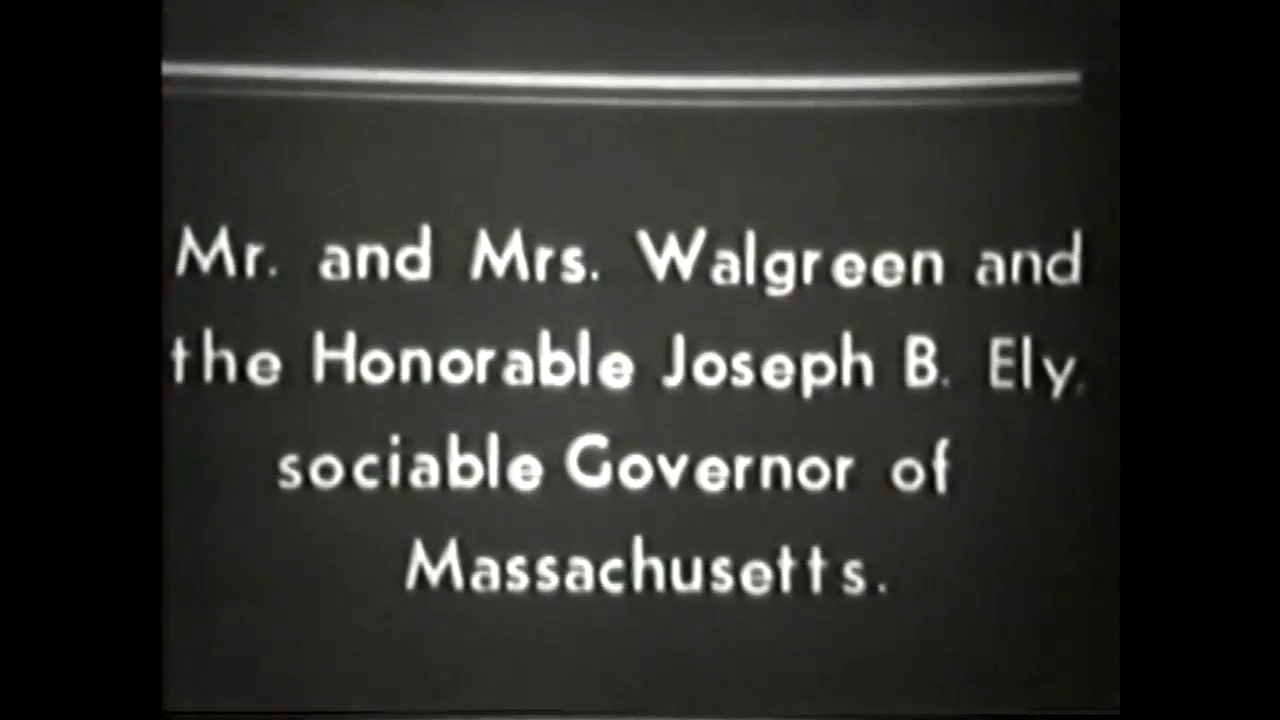 Mr. and Mrs. Walgreen and
the Honorable Joseph B. Ely,
sociable Governor of
Massachusetts.